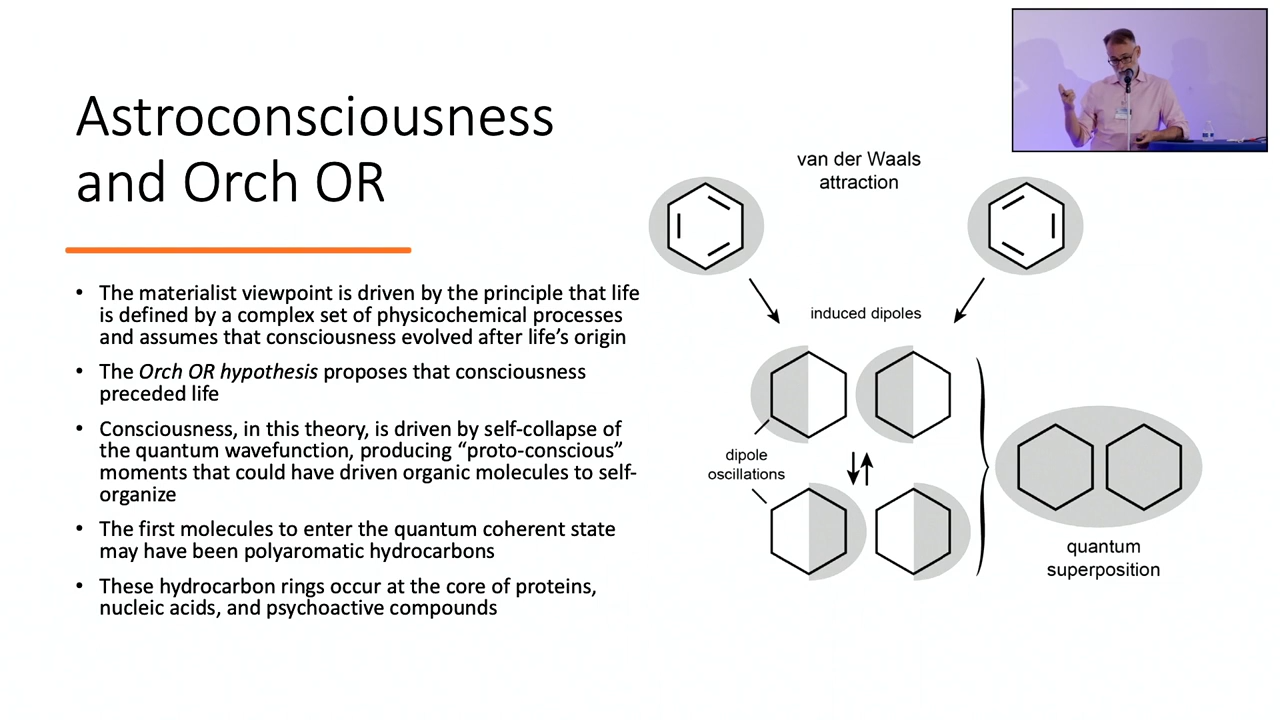 Astroconsciousness
and Orch OR
• The materialist viewpoint is driven by the principle that life
is defined by a complex set of physicochemical processes
and assumes that consciousness evolved after life’s origin
• The Orch OR hypothesis proposes that consciousness
preceded life
• Consciousness, in this theory, is driven by self-collapse of
the quantum wavefunction, producing “proto-conscious”
moments that could have driven organic molecules to self-
organize
• The first molecules to enter the quantum coherent state
may have been polyaromatic hydrocarbons
• These hydrocarbon rings occur at the core of proteins,
nucleic acids, and psychoactive compounds
van der Waals
attraction
induced dipoles
dipole
oscillations
quantum
superposition